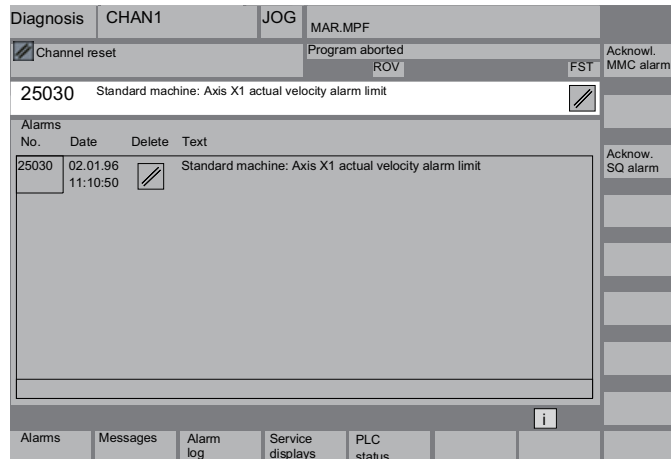 Diagnosis CHAN1 JOG MAR.MPF
Channel reset Program aborted
ROV FST
Acknowl.
MMC alarm
25030 Standard machine: Axis X1 actual velocity alarm limit
Alarms
No. Date Delete Text
25030 02.01.96 Standard machine: Axis X1 actual velocity alarm limit
11:10:50
Acknow.
SQ alarm
i
Alarms Messages Alarm log Service displays PLC status